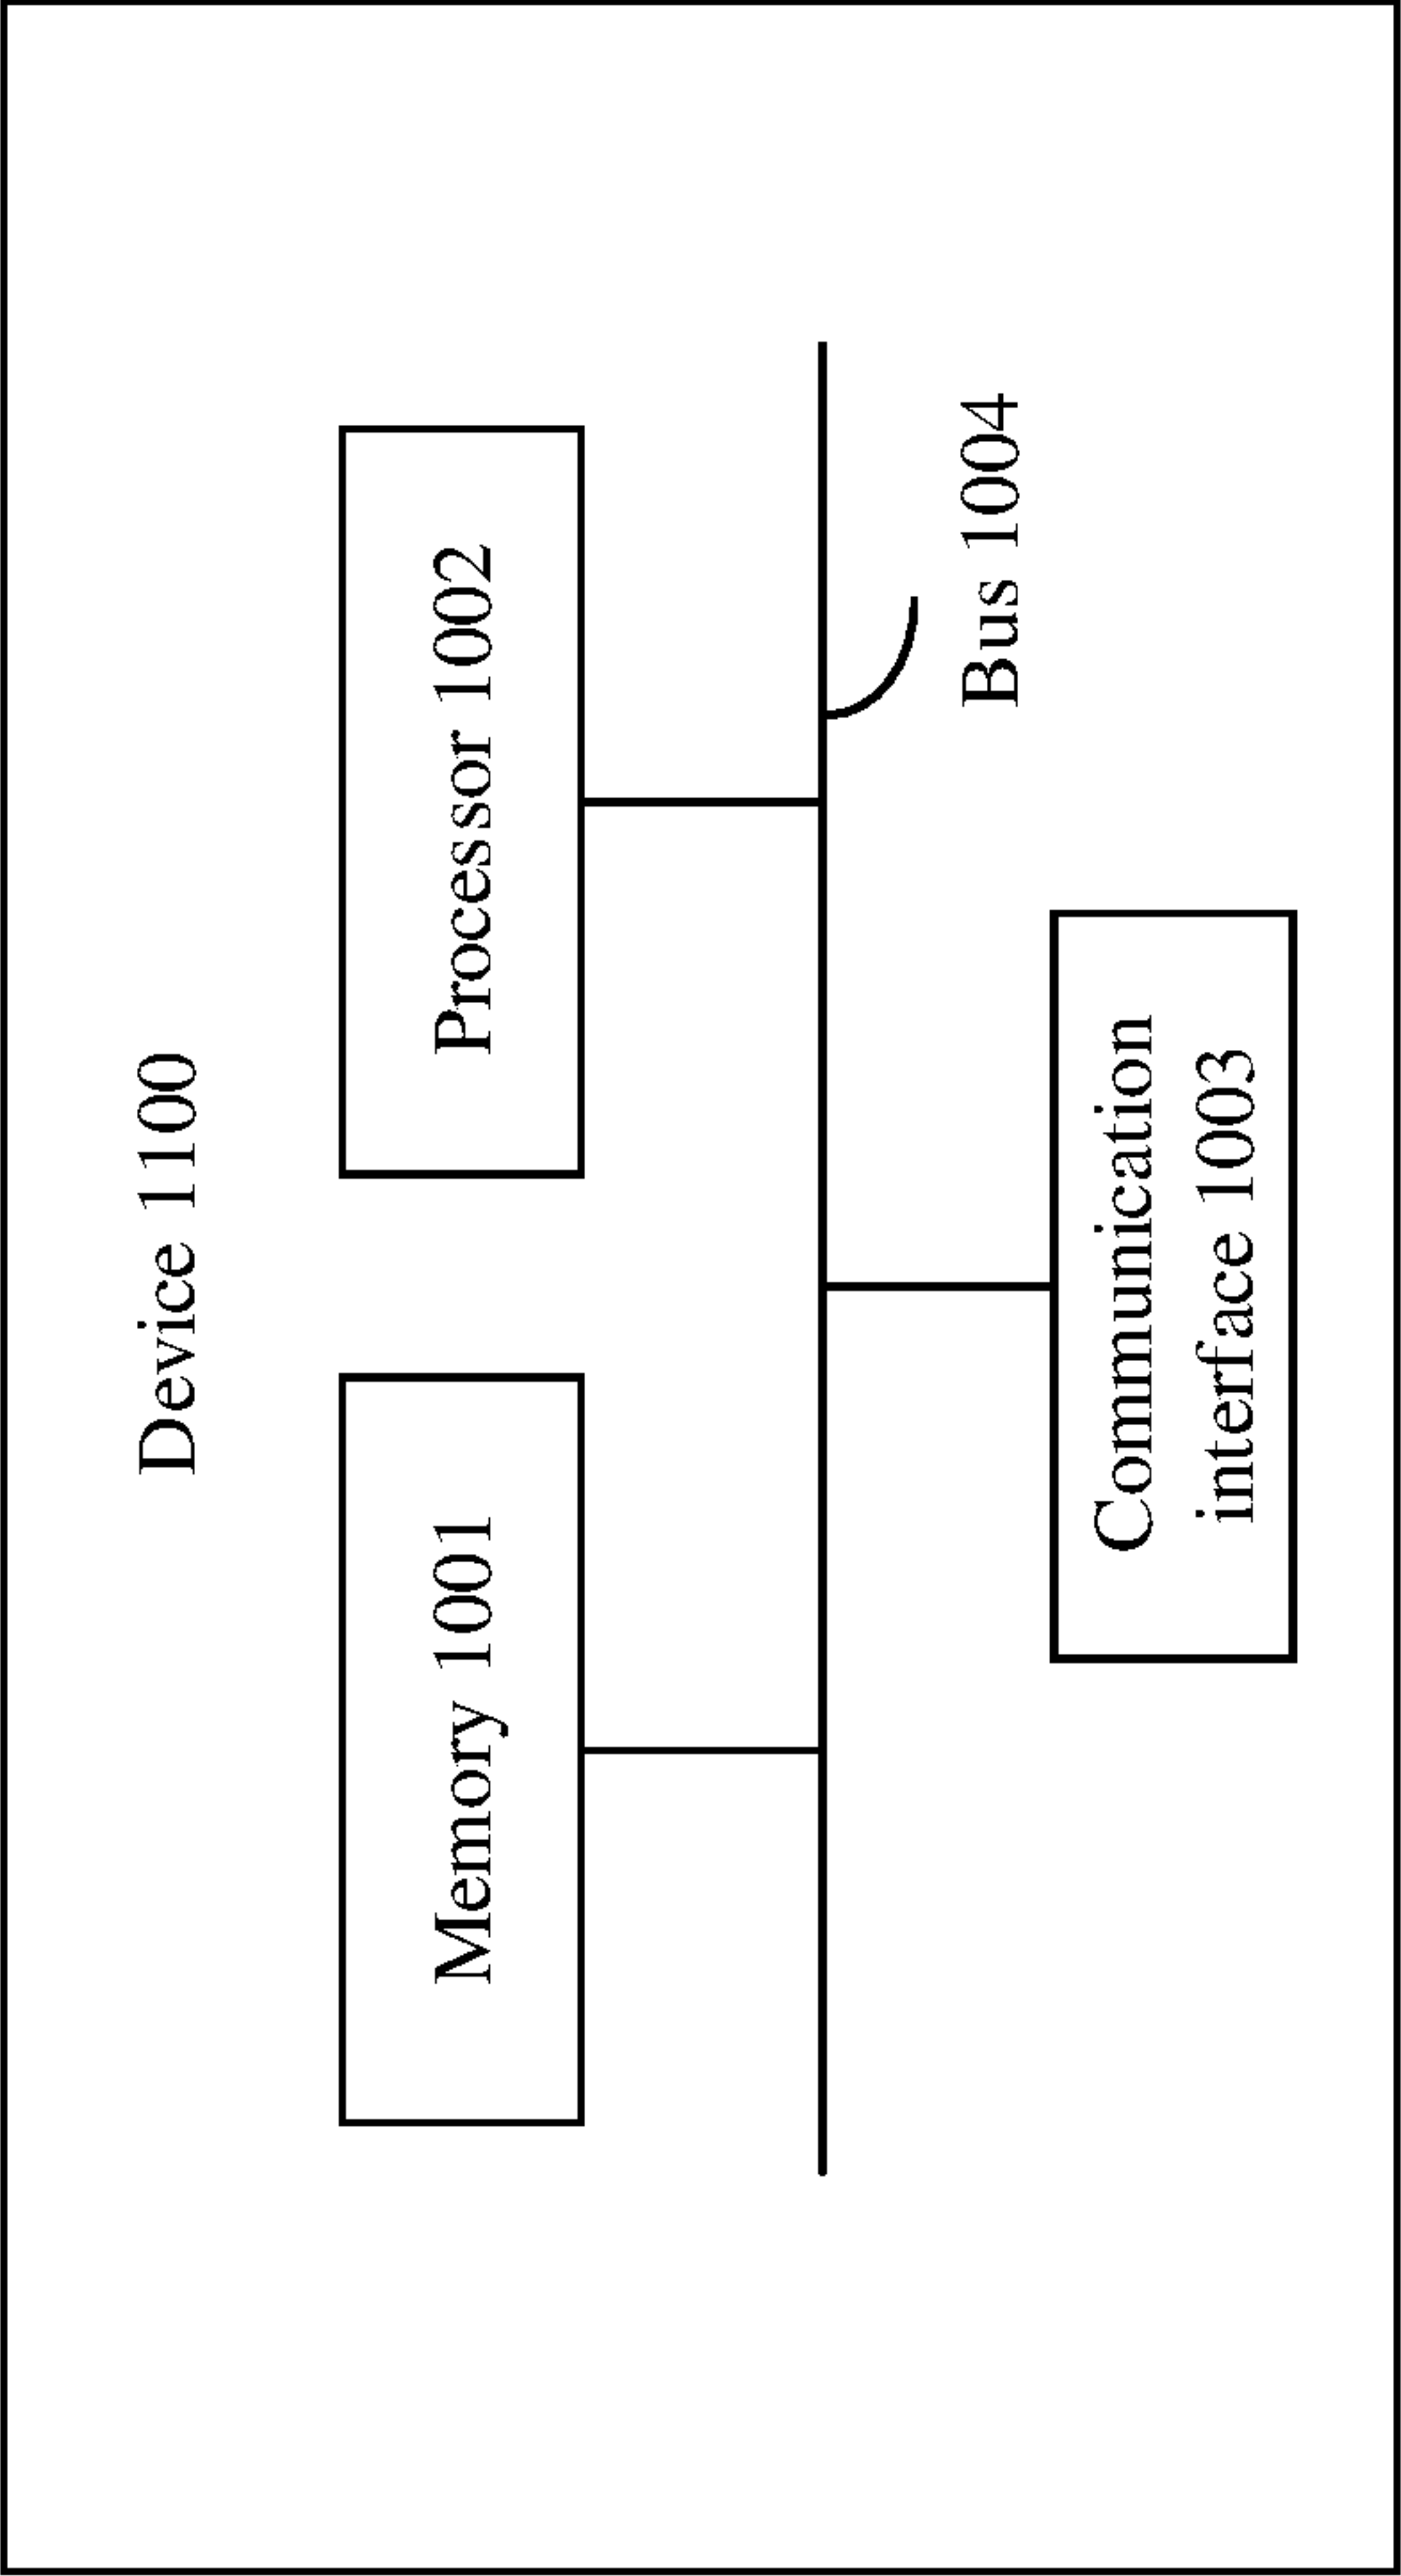 Device 1100
Memory 1001
Processor 1002
Bus 1004
Communication
interface 1003